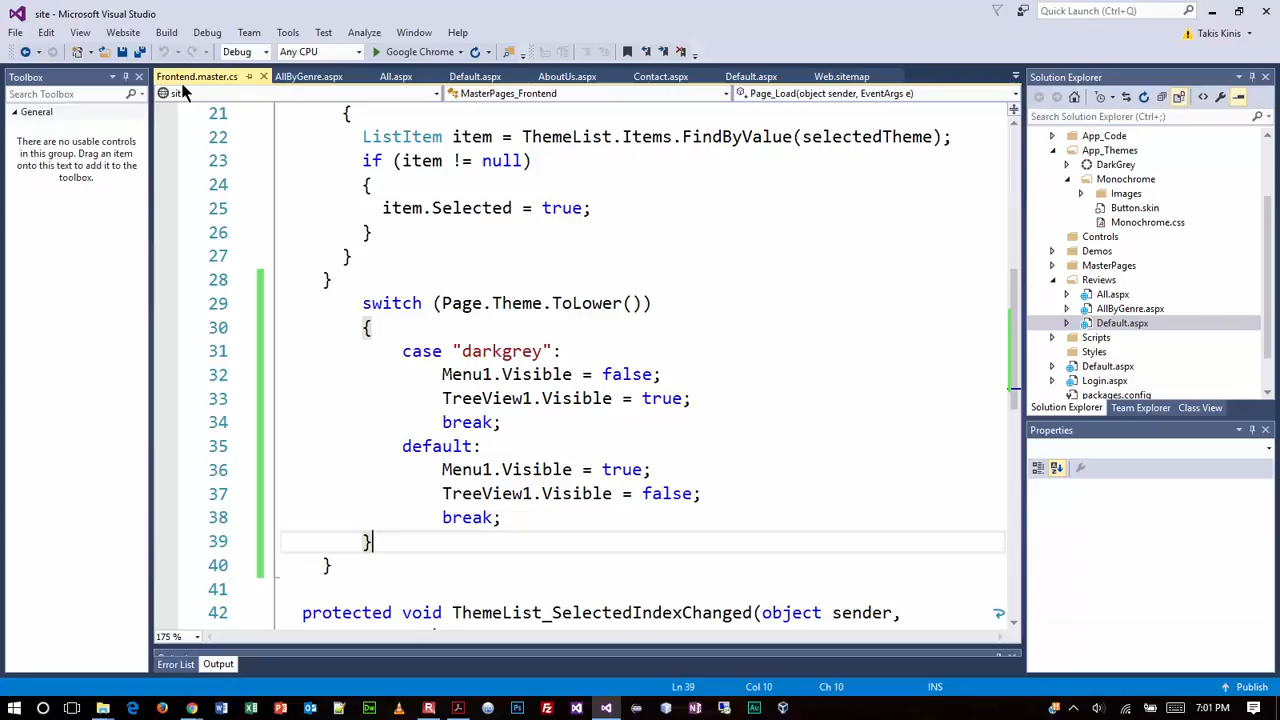 site - Microsoft Visual Studio
Quick Launch (Ctrl+Q)
File Edit View Website Build Debug Team Tools Test Analyze Window Help
Takis Kinis
Debug Any CPU Google Chrome
Toolbox
Frontend.master.cs AllByGenre.aspx All.aspx Default.aspx AboutUs.aspx Contact.aspx Default.aspx Web.sitemap
Solution Explorer
Search Toolbox
sit MasterPages_Frontend Page_Load(object sender, EventArgs e)
General
There are no usable controls
in this group. Drag an item
onto this text to add it to the
toolbox.
21 {
22 ListItem item = ThemeList.Items.FindByValue(selectedTheme);
23 if (item != null)
24 {
25 item.Selected = true;
26 }
27 }
28 }
29 switch (Page.Theme.ToLower())
30 {
31 case "darkgrey":
32 Menu1.Visible = false;
33 TreeView1.Visible = true;
34 break;
35 default:
36 Menu1.Visible = true;
37 TreeView1.Visible = false;
38 break;
39 }
40 }
41
42 protected void ThemeList_SelectedIndexChanged(object sender,
175 %
Error List Output
Search Solution Explorer (Ctrl+;)
App_Code
App_Themes
DarkGrey
Monochrome
Images
Button.skin
Monochrome.css
Controls
Demos
MasterPages
Reviews
All.aspx
AllByGenre.aspx
Default.aspx
Scripts
Styles
Default.aspx
Login.aspx
packages.config
Solution Explorer Team Explorer Class View
Properties
Ln 39 Col 10 Ch 10 INS Publish
7:01 PM